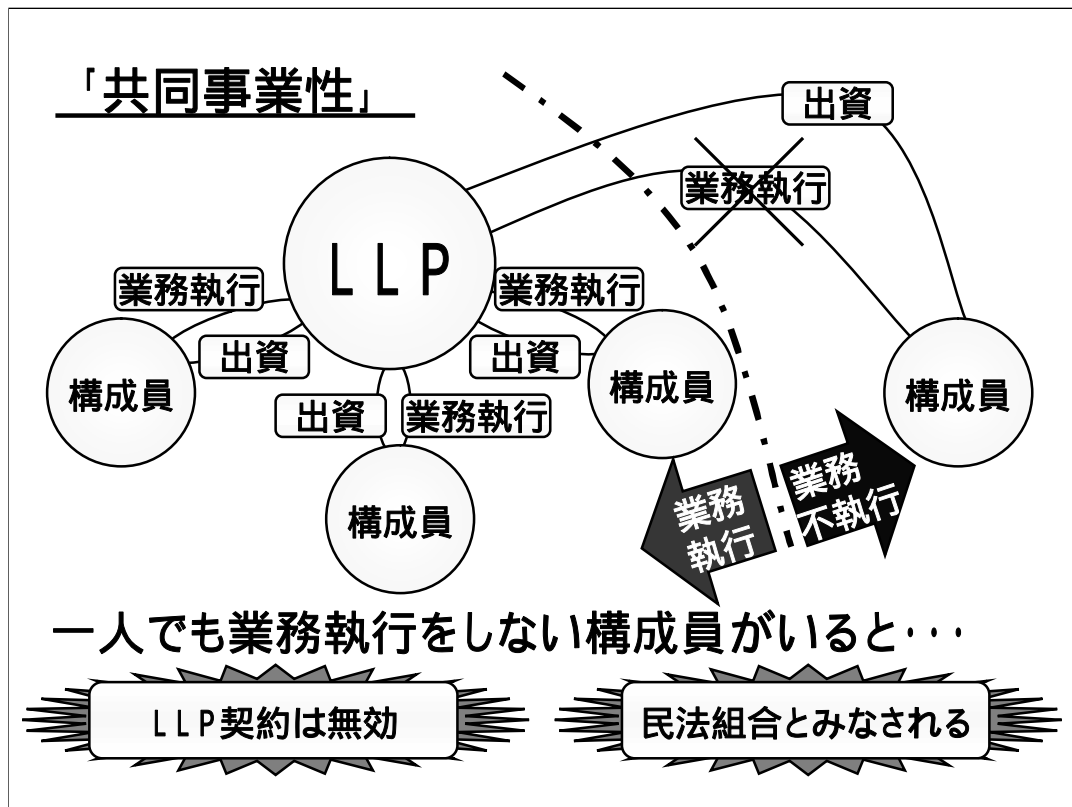 「共同事業性」
出資
業務執行
ＬＬＰ
業務執行
業務執行
出資
出資
構成員
構成員
構成員
出資
業務執行
構成員
業務
執行
業務
不執行
一人でも業務執行をしない構成員がいると・・・
ＬＬＰ契約は無効
民法組合とみなされる